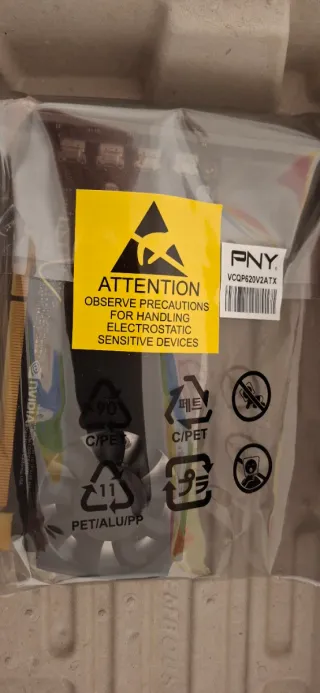 PNY
VCQP620V2ATX
ATTENTION
OBSERVE PRECAUTIONS
FOR HANDLING
ELECTROSTATIC
SENSITIVE DEVICES
90
C/PET
페트
C/PET
11
PET/ALU/PP
NVIDIA